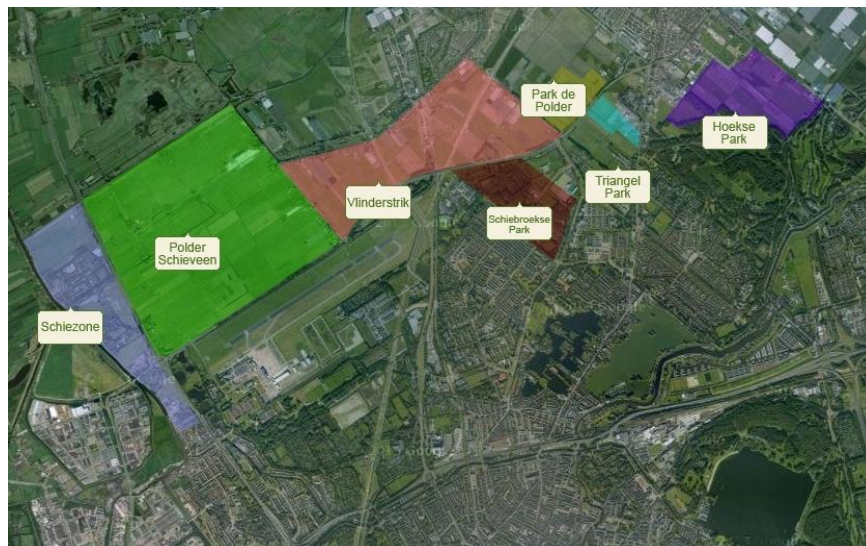 Park de
Polder
Hoekse
Park
Triangel
Park
Vlinderstrik
Schiebroekse
Park
Polder
Schieveen
Schiezone